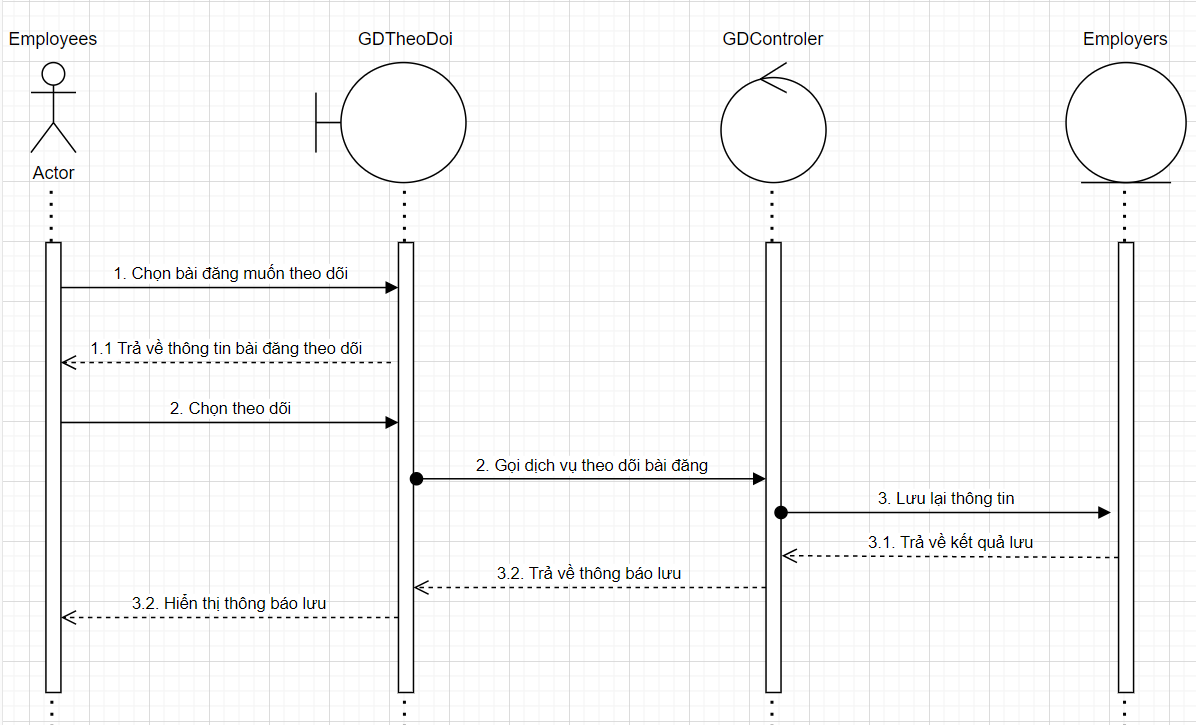 Employees
GDTheoDoi
GDControler
Employers
Actor
1. Chọn bài đăng muốn theo dõi
1.1 Trả về thông tin bài đăng theo dõi
2. Chọn theo dõi
2. Gọi dịch vụ theo dõi bài đăng
3. Lưu lại thông tin
3.1. Trả về kết quả lưu
3.2. Trả về thông báo lưu
3.2. Hiển thị thông báo lưu